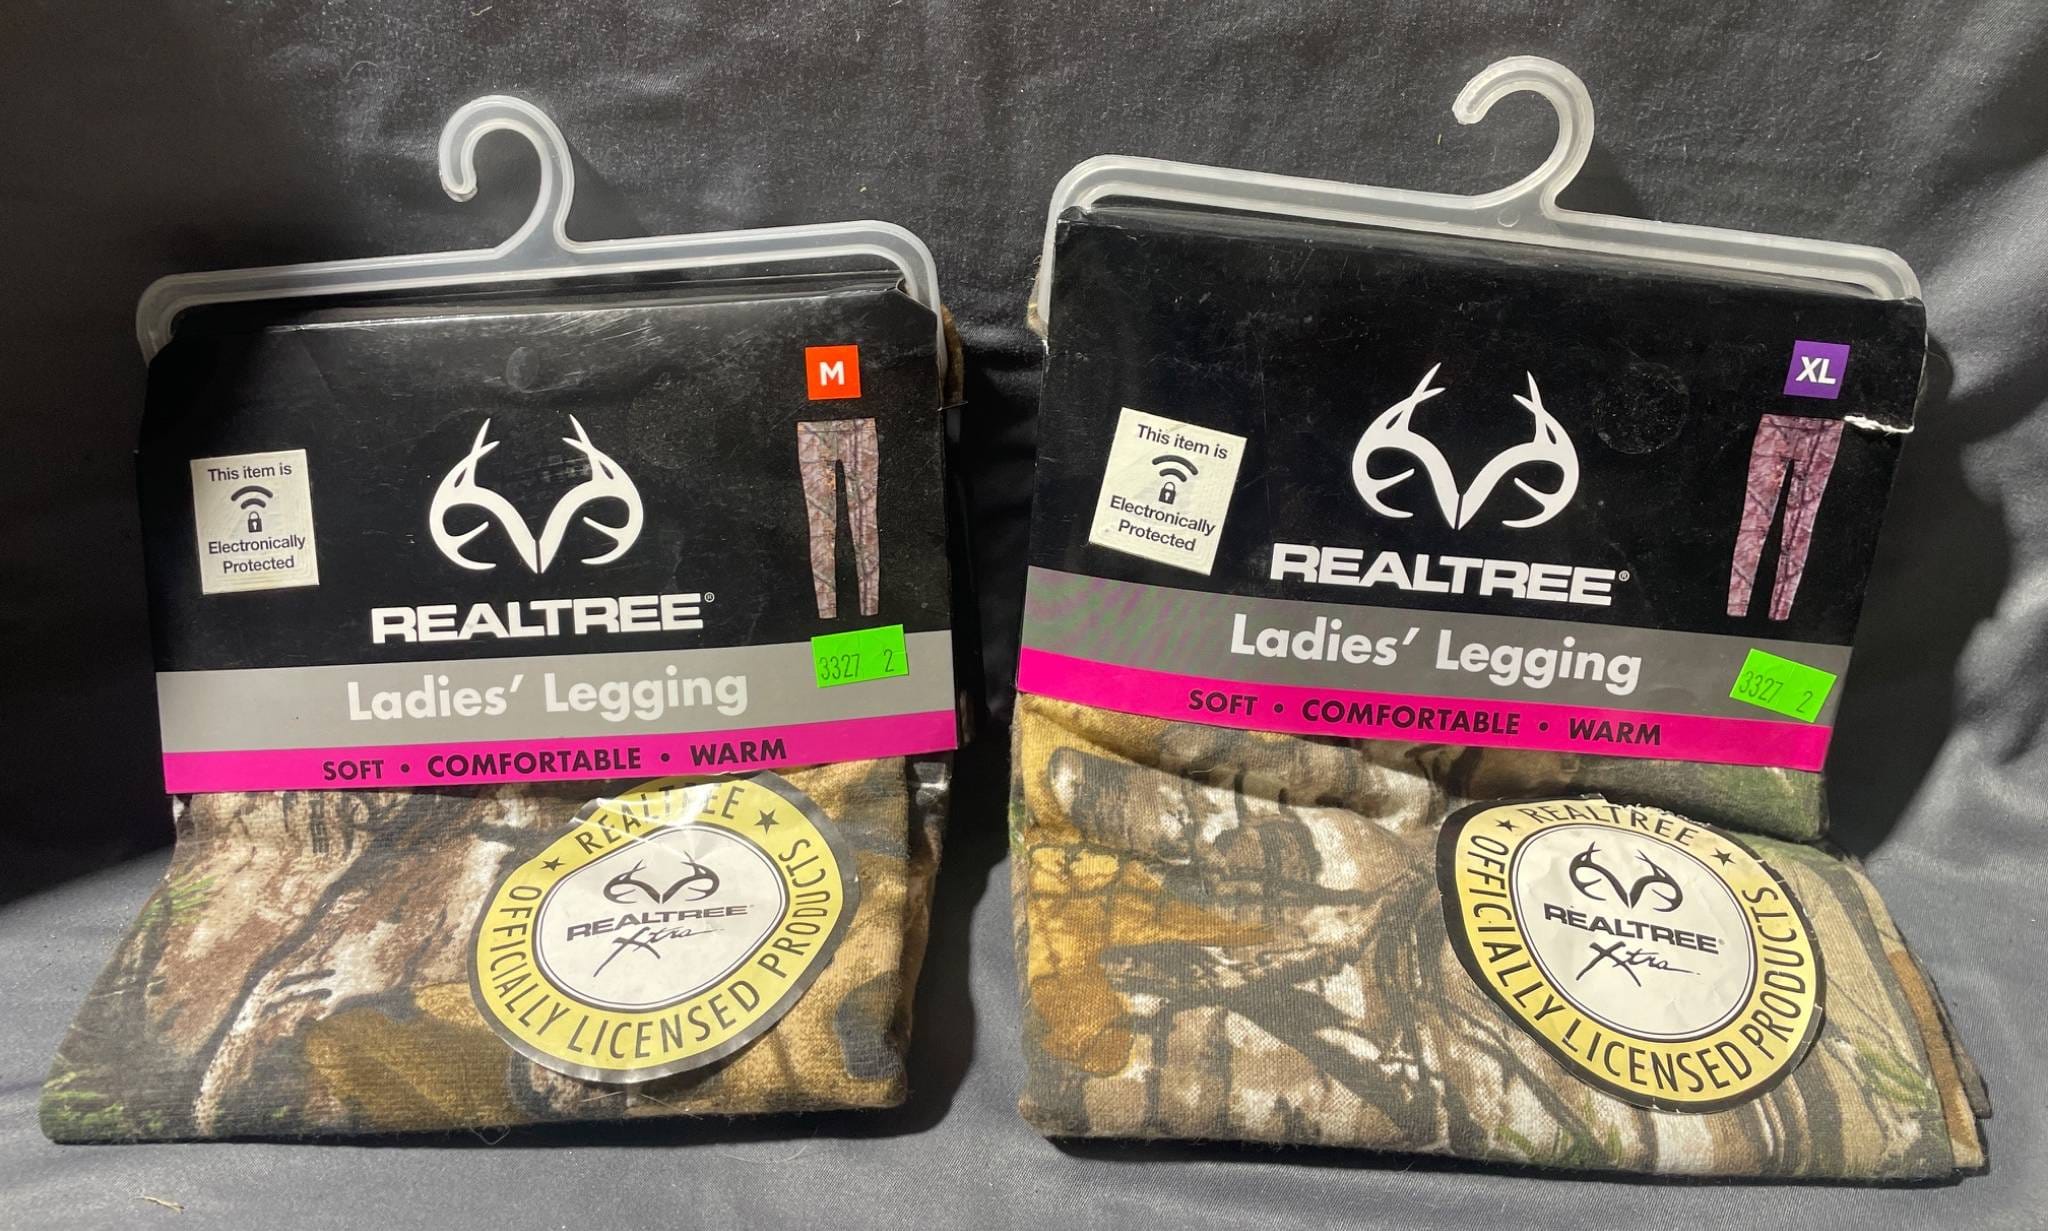 M
This item is
Electronically
Protected
REALTREE®
3327 2
Ladies' Legging
SOFT • COMFORTABLE • WARM
★ REALTREE ★
OFFICIALLY LICENSED PRODUCTS
REALTREE®
Xtra
XL
This item is
Electronically
Protected
REALTREE®
Ladies' Legging
3327 2
SOFT • COMFORTABLE • WARM
★ REALTREE ★
OFFICIALLY LICENSED PRODUCTS
REALTREE®
Xtra